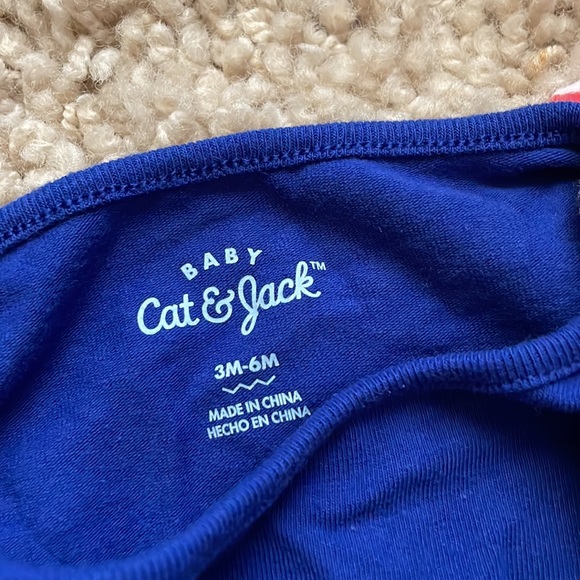 BABY
Cat & Jack™
3M-6M
MADE IN CHINA
HECHO EN CHINA